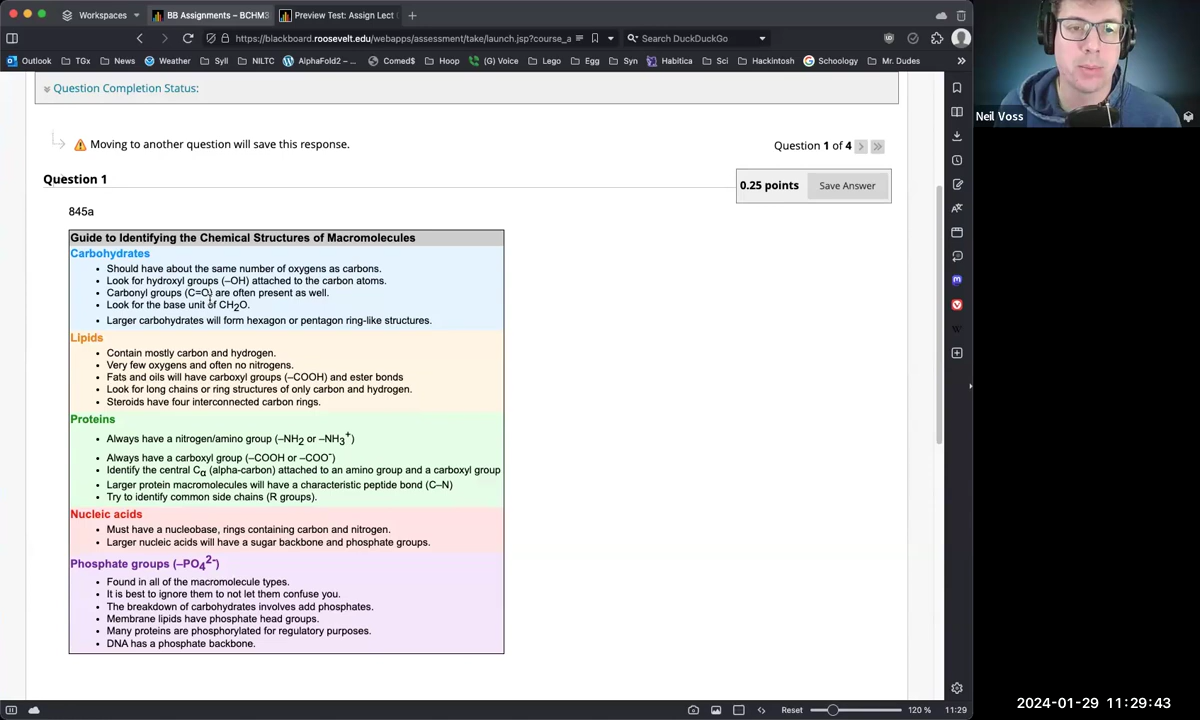 Workspaces
BB Assignments – BCHM3
Preview Test: Assign Lect
https://blackboard.roosevelt.edu/webapps/assessment/take/launch.jsp?course_a
Search DuckDuckGo
Outlook TGx News Weather Syll NILTC AlphaFold2 – ... Comed$ Hoop (G) Voice Lego Egg Syn Habitica Sci Hackintosh Schoology Mr. Dudes
Neil Voss
Question Completion Status:
Moving to another question will save this response.
Question 1 of 4
Question 1
0.25 points
Save Answer
845a
Guide to Identifying the Chemical Structures of Macromolecules
Carbohydrates
• Should have about the same number of oxygens as carbons.
• Look for hydroxyl groups (–OH) attached to the carbon atoms.
• Carbonyl groups (C=O) are often present as well.
• Look for the base unit of CH2O.
• Larger carbohydrates will form hexagon or pentagon ring-like structures.
Lipids
• Contain mostly carbon and hydrogen.
• Very few oxygens and often no nitrogens.
• Fats and oils will have carboxyl groups (–COOH) and ester bonds
• Look for long chains or ring structures of only carbon and hydrogen.
• Steroids have four interconnected carbon rings.
Proteins
• Always have a nitrogen/amino group (–NH2 or –NH3+)
• Always have a carboxyl group (–COOH or –COO-)
• Identify the central Cα (alpha-carbon) attached to an amino group and a carboxyl group
• Larger protein macromolecules will have a characteristic peptide bond (C–N)
• Try to identify common side chains (R groups).
Nucleic acids
• Must have a nucleobase, rings containing carbon and nitrogen.
• Larger nucleic acids will have a sugar backbone and phosphate groups.
Phosphate groups (–PO42-)
• Found in all of the macromolecule types.
• It is best to ignore them to not let them confuse you.
• The breakdown of carbohydrates involves add phosphates.
• Membrane lipids have phosphate head groups.
• Many proteins are phosphorylated for regulatory purposes.
• DNA has a phosphate backbone.
Reset
120 %
11:29
2024-01-29 11:29:43